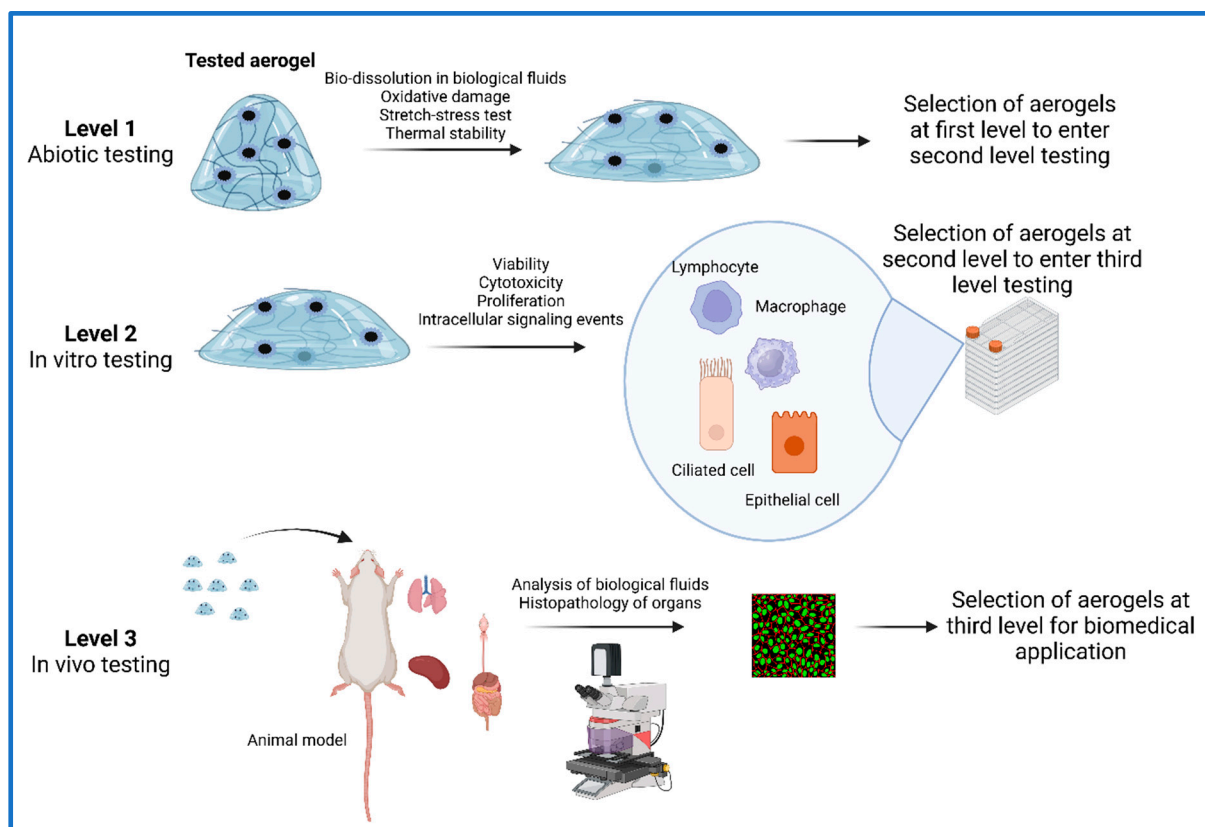 Tested aerogel
Level 1
Abiotic testing
Bio-dissolution in biological fluids
Oxidative damage
Stretch-stress test
Thermal stability
Selection of aerogels
at first level to enter
second level testing
Level 2
In vitro testing
Viability
Cytotoxicity
Proliferation
Intracellular signaling events
Lymphocyte
Macrophage
Ciliated cell
Epithelial cell
Selection of aerogels at
second level to enter third
level testing
Level 3
In vivo testing
Animal model
Analysis of biological fluids
Histopathology of organs
Selection of aerogels at
third level for biomedical
application